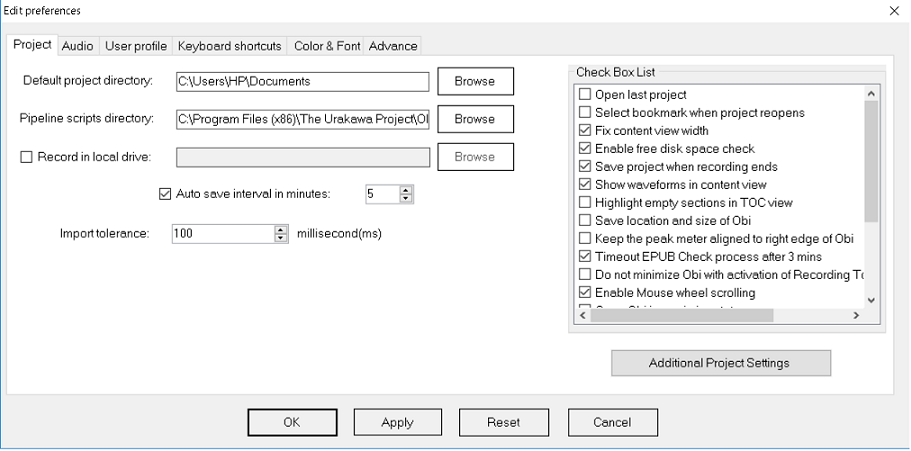 Edit preferences
Project Audio User profile Keyboard shortcuts Color & Font Advance
Default project directory: C:\Users\HP\Documents Browse
Pipeline scripts directory: C:\Program Files (x86)\The Urakawa Project\Ol Browse
Record in local drive: Browse
Auto save interval in minutes: 5
Import tolerance: 100 millisecond(ms)
Check Box List
Open last project
Select bookmark when project reopens
Fix content view width
Enable free disk space check
Save project when recording ends
Show waveforms in content view
Highlight empty sections in TOC view
Save location and size of Obi
Keep the peak meter aligned to right edge of Obi
Timeout EPUB Check process after 3 mins
Do not minimize Obi with activation of Recording To
Enable Mouse wheel scrolling
Additional Project Settings
OK Apply Reset Cancel